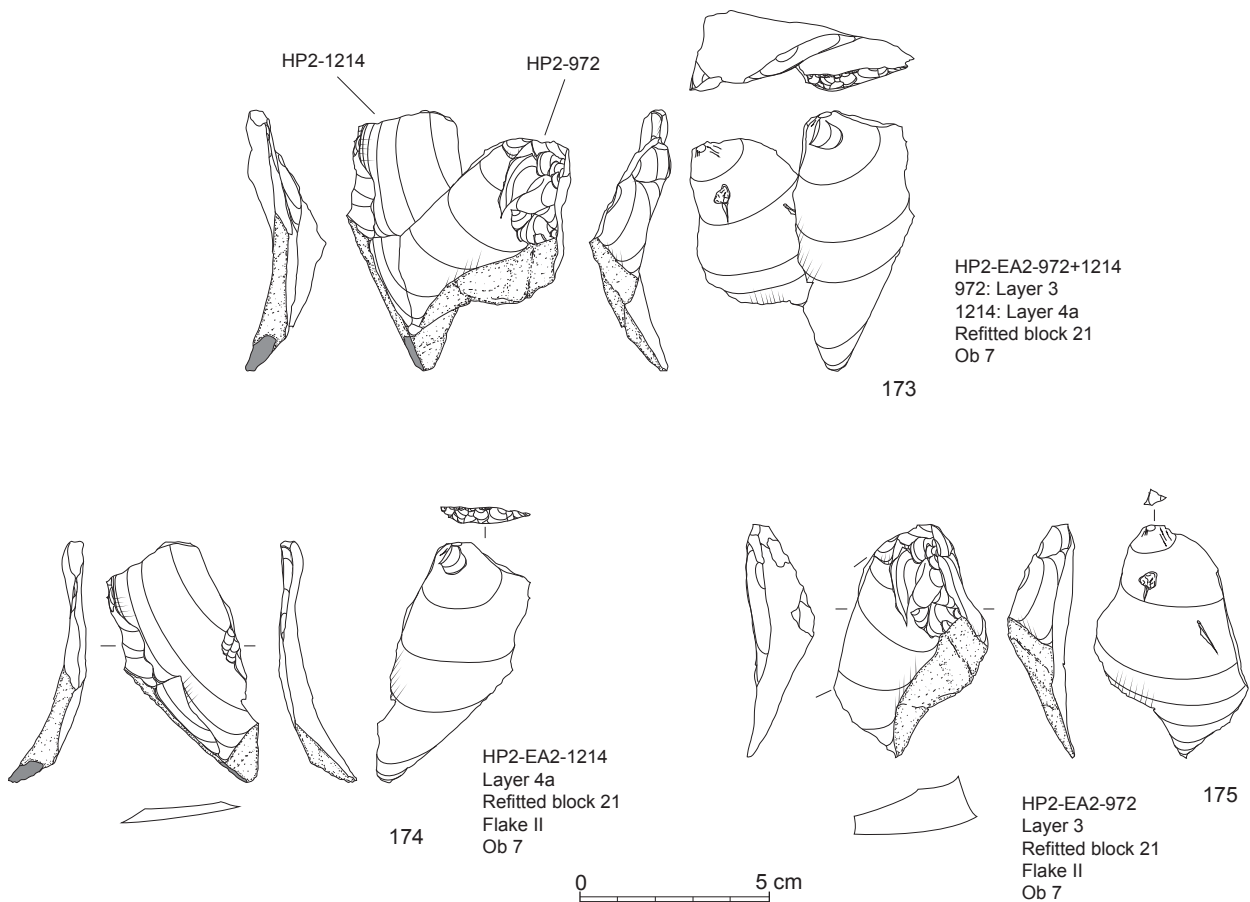 HP2-1214
HP2-972
HP2-EA2-972+1214
972: Layer 3
1214: Layer 4a
Refitted block 21
Ob 7
173
HP2-EA2-1214
Layer 4a
Refitted block 21
Flake II
Ob 7
174
HP2-EA2-972
Layer 3
Refitted block 21
Flake II
Ob 7
175
0 5 cm